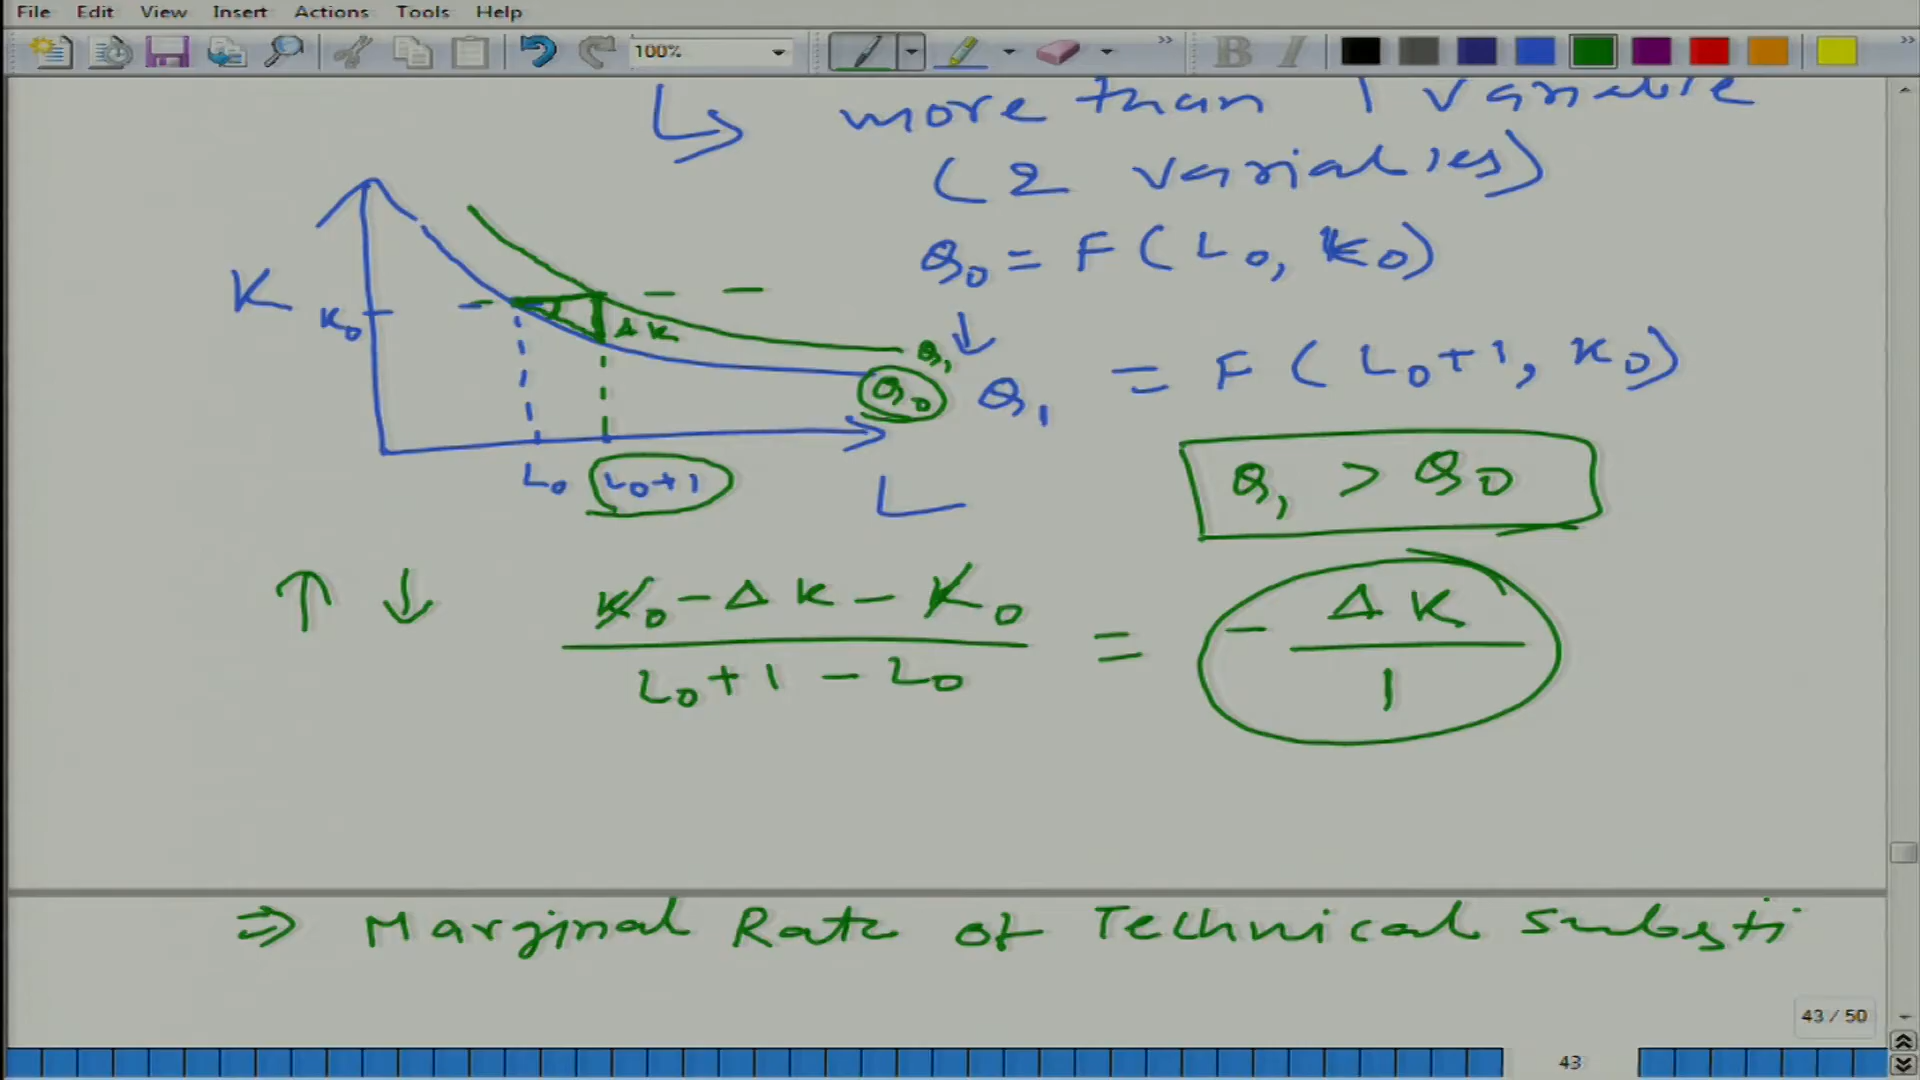 File Edit View Insert Actions Tools Help
100%
B I
↳ more than 1 variable
(2 variables)
Q₀ = F(L₀, K₀)
↓
Q₁ = F(L₀+1, K₀)
K
K₀
ΔK
Q₁
Q₀
L₀ L₀+1
L
Q₁ > Q₀
↑ ↓
K₀ - ΔK - K₀
L₀+1 - L₀
= - ΔK
1
⇒ Marginal Rate of Technical Substi
43 / 50
43